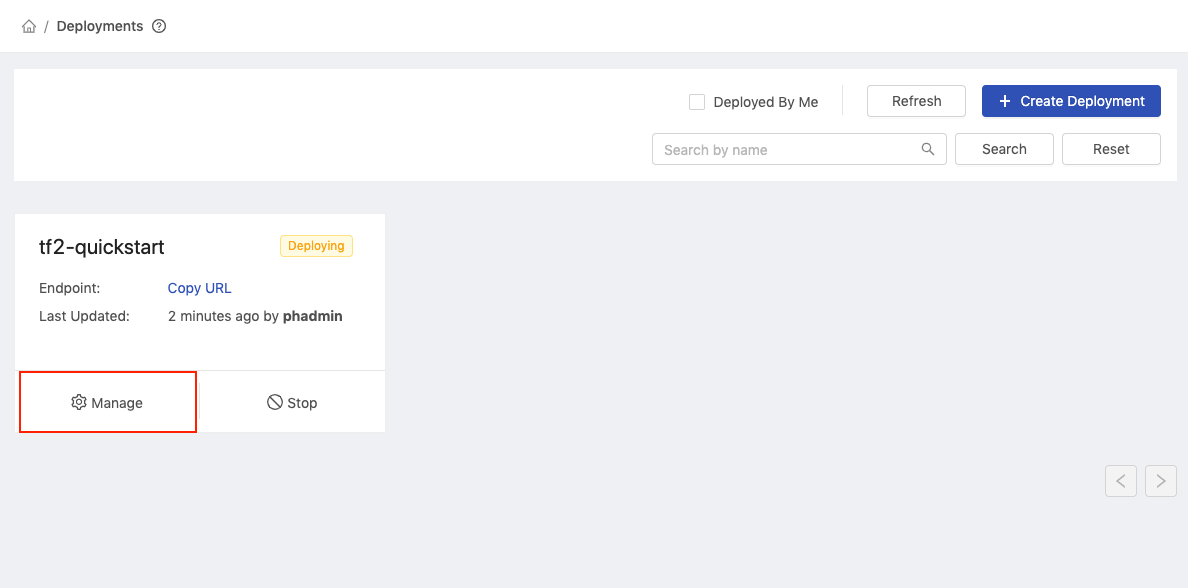 / Deployments
Deployed By Me Refresh + Create Deployment
Search by name Search Reset
tf2-quickstart Deploying
Endpoint: Copy URL
Last Updated: 2 minutes ago by phadmin
Manage Stop